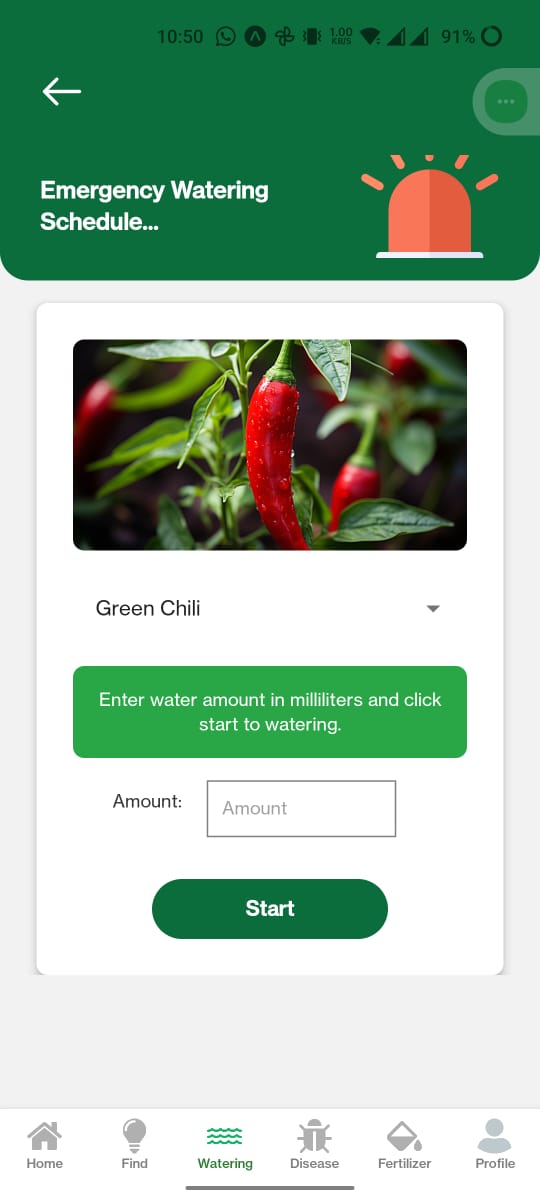 10:50 1.00 KB/S 91%
Emergency Watering
Schedule...
Green Chili
Enter water amount in milliliters and click
start to watering.
Amount: Amount
Start
Home Find Watering Disease Fertilizer Profile